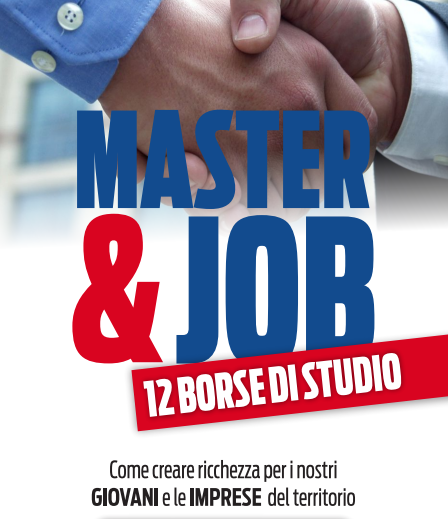 MASTER
& JOB
12 BORSE DI STUDIO
Come creare ricchezza per i nostri
GIOVANI e le IMPRESE del territorio